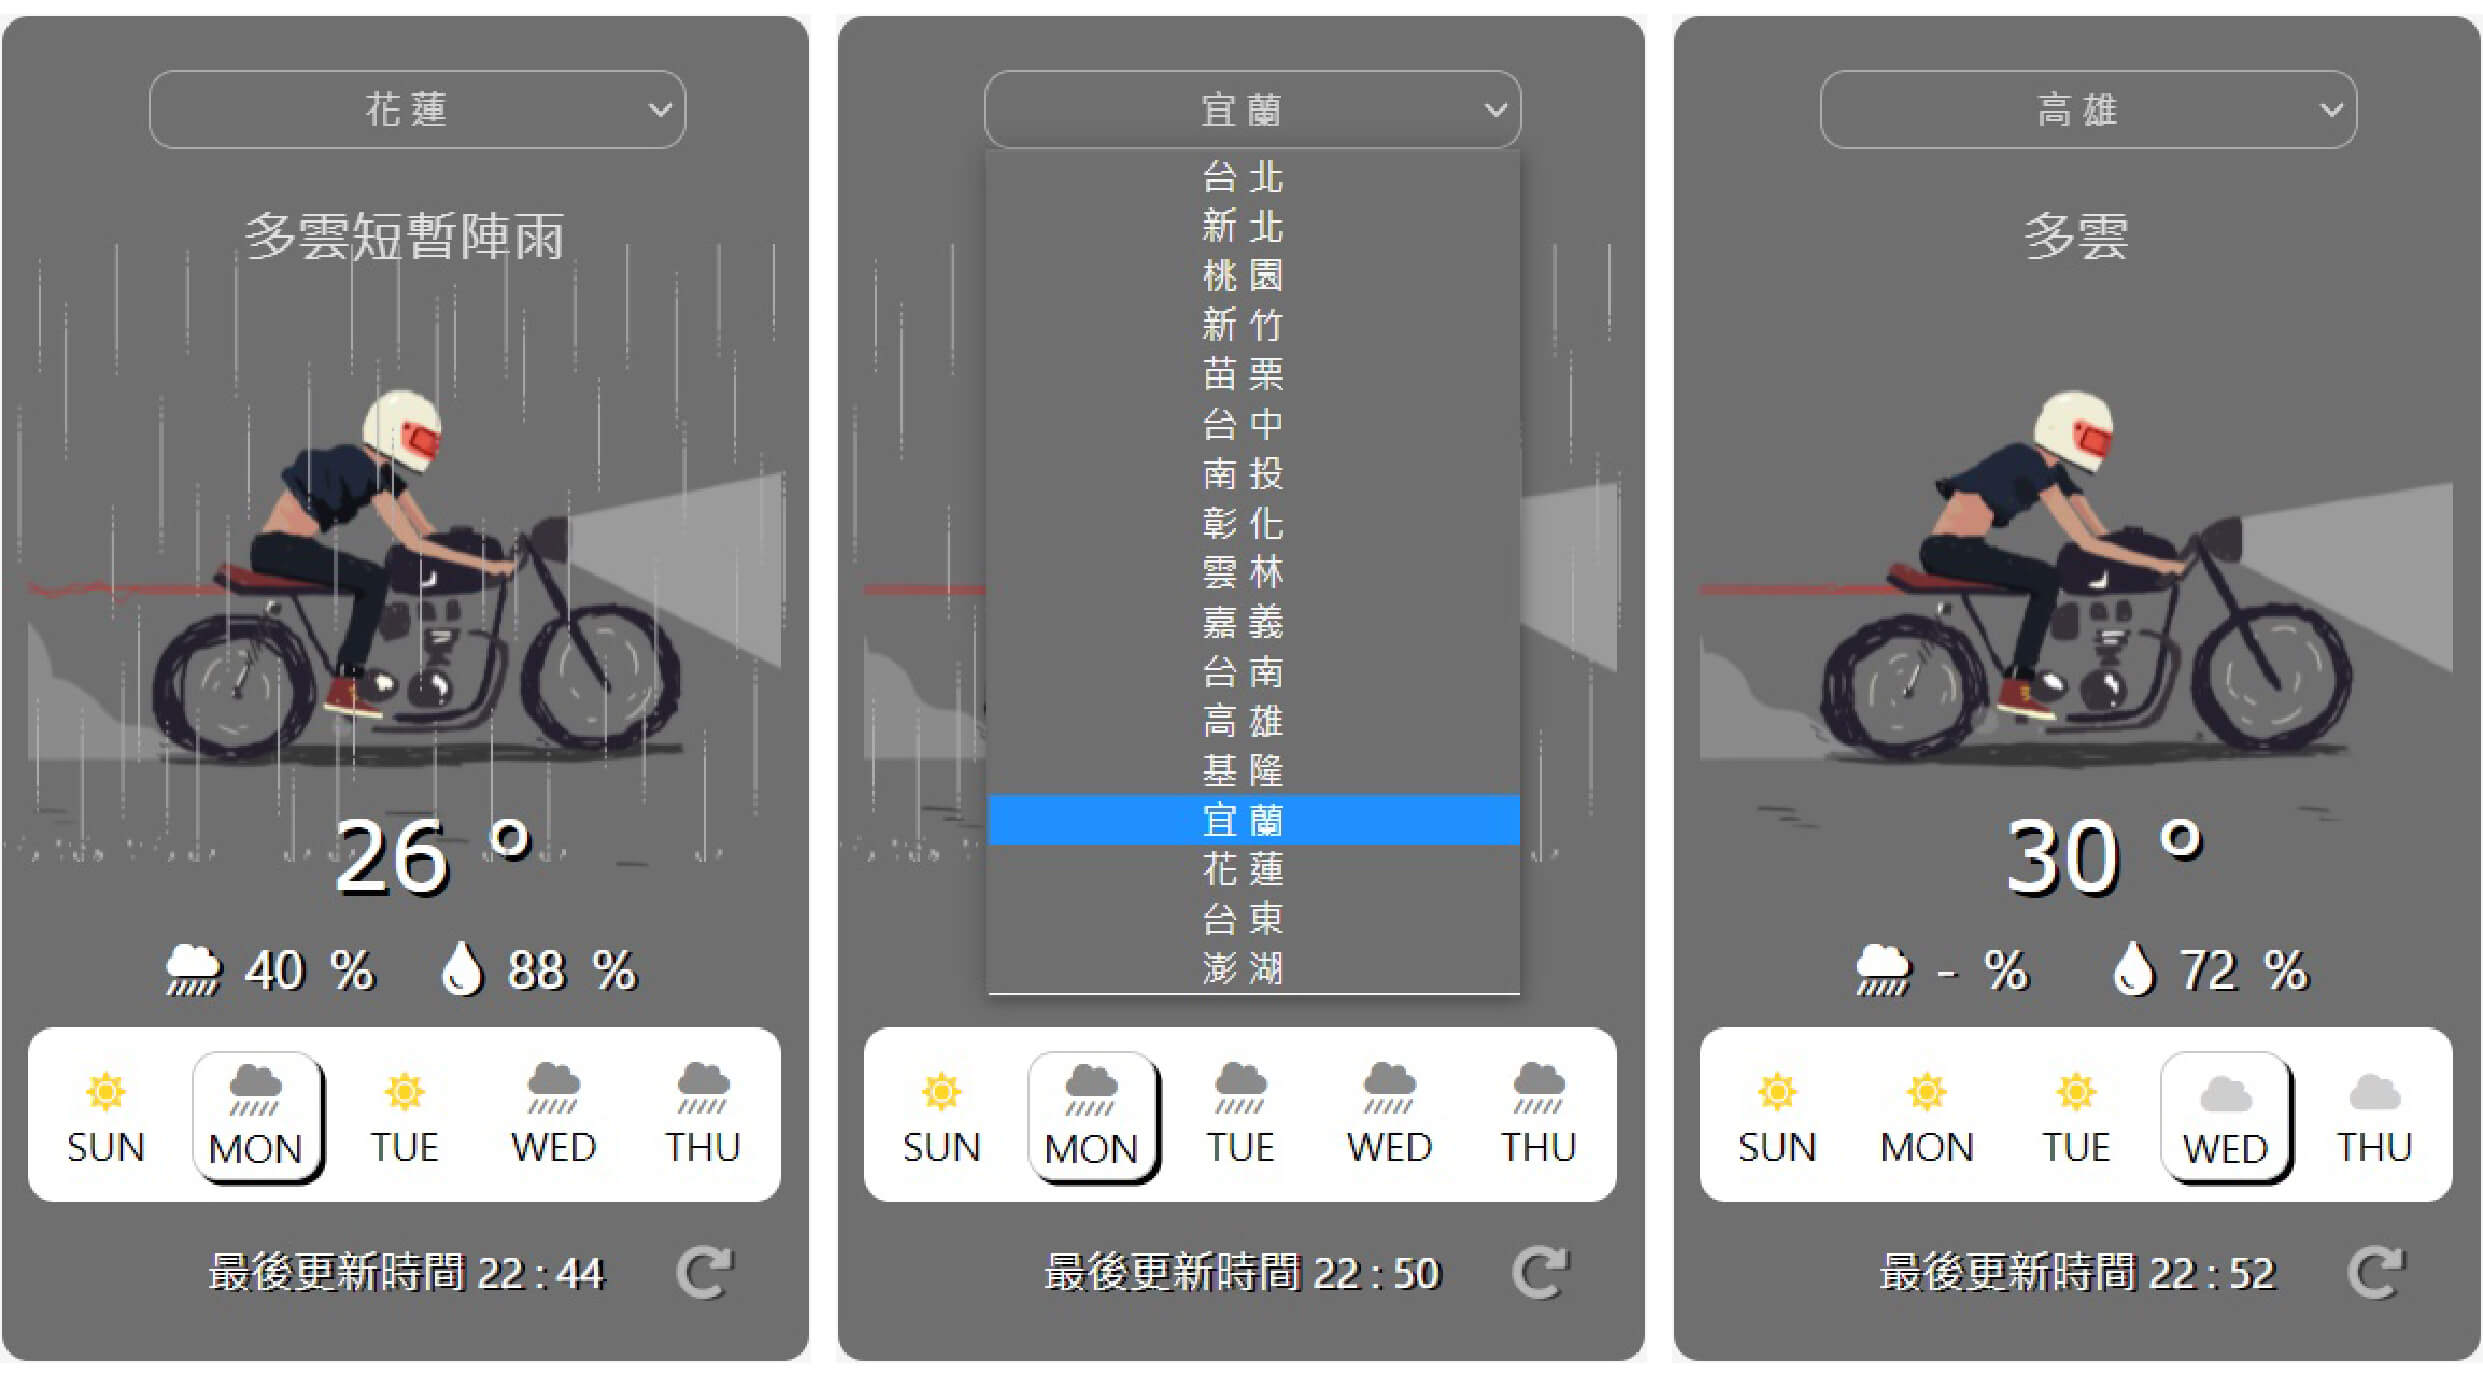 花 蓮
多雲短暫陣雨
26 °
40 %
88 %
SUN
MON
TUE
WED
THU
最後更新時間 22 : 44
宜 蘭
台 北
新 北
桃 園
新 竹
苗 栗
台 中
南 投
彰 化
雲 林
嘉 義
台 南
高 雄
基 隆
宜 蘭
花 蓮
台 東
澎 湖
SUN
MON
TUE
WED
THU
最後更新時間 22 : 50
高 雄
多雲
30 °
- %
72 %
SUN
MON
TUE
WED
THU
最後更新時間 22 : 52